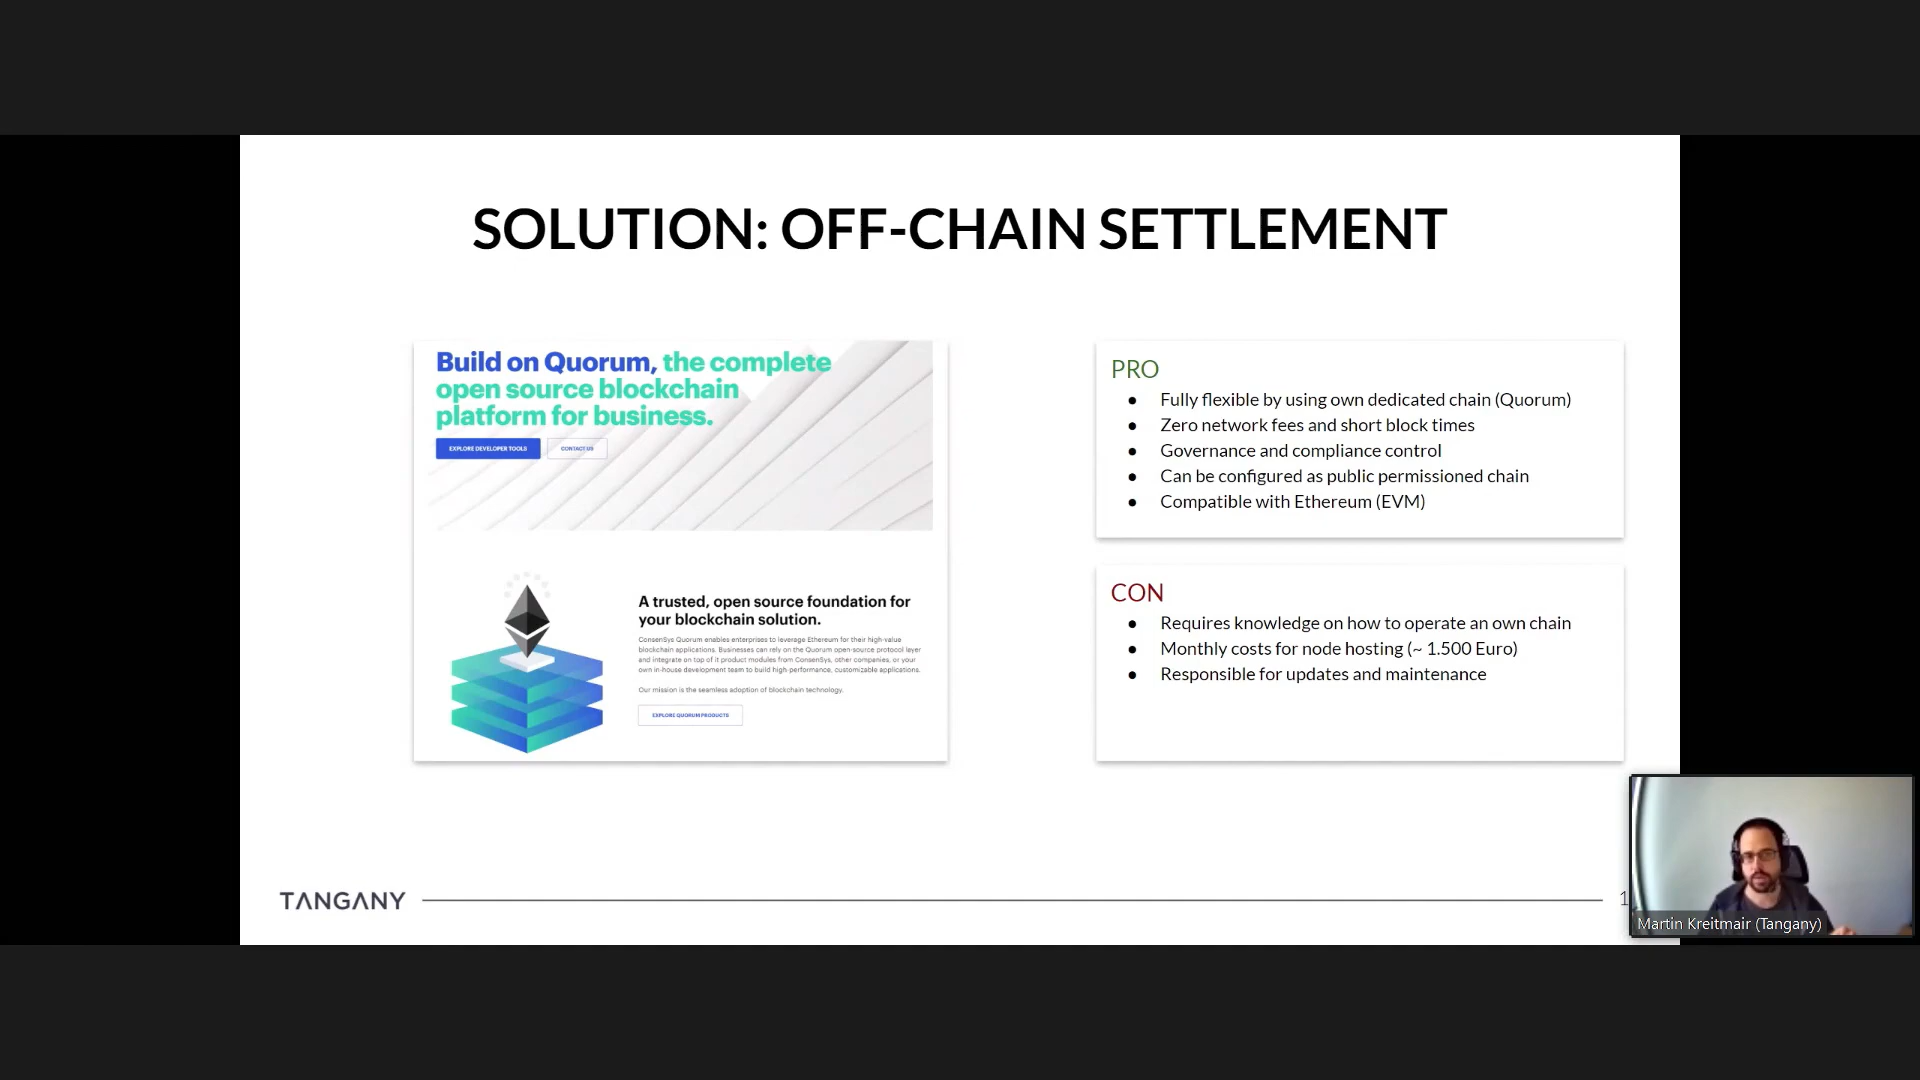 SOLUTION: OFF-CHAIN SETTLEMENT
Build on Quorum, the complete
open source blockchain
platform for business.
EXPLORE DEVELOPER TOOLS
CONTACT US
A trusted, open source foundation for
your blockchain solution.
ConsenSys Quorum enables enterprises to leverage Ethereum for their high-value
blockchain applications. Businesses can rely on the Quorum open-source protocol layer
and integrate on top of it product modules from ConsenSys, other companies, or your
own in-house development team to build high-performance, customizable applications.
Our mission is the seamless adoption of blockchain technology.
EXPLORE QUORUM PRODUCTS
PRO
● Fully flexible by using own dedicated chain (Quorum)
● Zero network fees and short block times
● Governance and compliance control
● Can be configured as public permissioned chain
● Compatible with Ethereum (EVM)
CON
● Requires knowledge on how to operate an own chain
● Monthly costs for node hosting (~ 1.500 Euro)
● Responsible for updates and maintenance
TANGANY
1
Martin Kreitmair (Tangany)